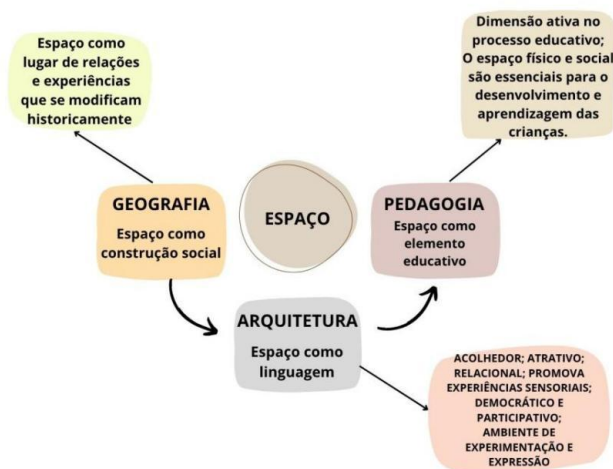 Espaço como
lugar de relações
e experiências
que se modificam
historicamente
Dimensão ativa no
processo educativo;
O espaço físico e social
são essenciais para o
desenvolvimento e
aprendizagem das
crianças.
GEOGRAFIA
Espaço como
construção social
ESPAÇO
PEDAGOGIA
Espaço como
elemento
educativo
ARQUITETURA
Espaço como
linguagem
ACOLHEDOR; ATRATIVO;
RELACIONAL; PROMOVA
EXPERIÊNCIAS SENSORIAIS;
DEMOCRÁTICO E
PARTICIPATIVO;
AMBIENTE DE
EXPERIMENTAÇÃO E
EXPRESSÃO